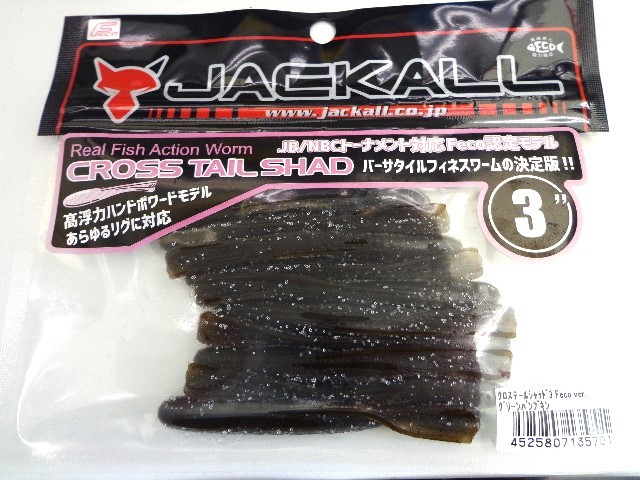 JACKALL
FECO
www.jackall.co.jp
Real Fish Action Worm
JB/NBCトーナメント対応 Feco認定モデル
CROSS TAIL SHAD
バーサタイルフィネスワームの決定版!!
高浮力ハンドポワードモデル
あらゆるリグに対応
3"
クロステールシャッド3 Feco ver.
グリーンパンプキン
4525807135701